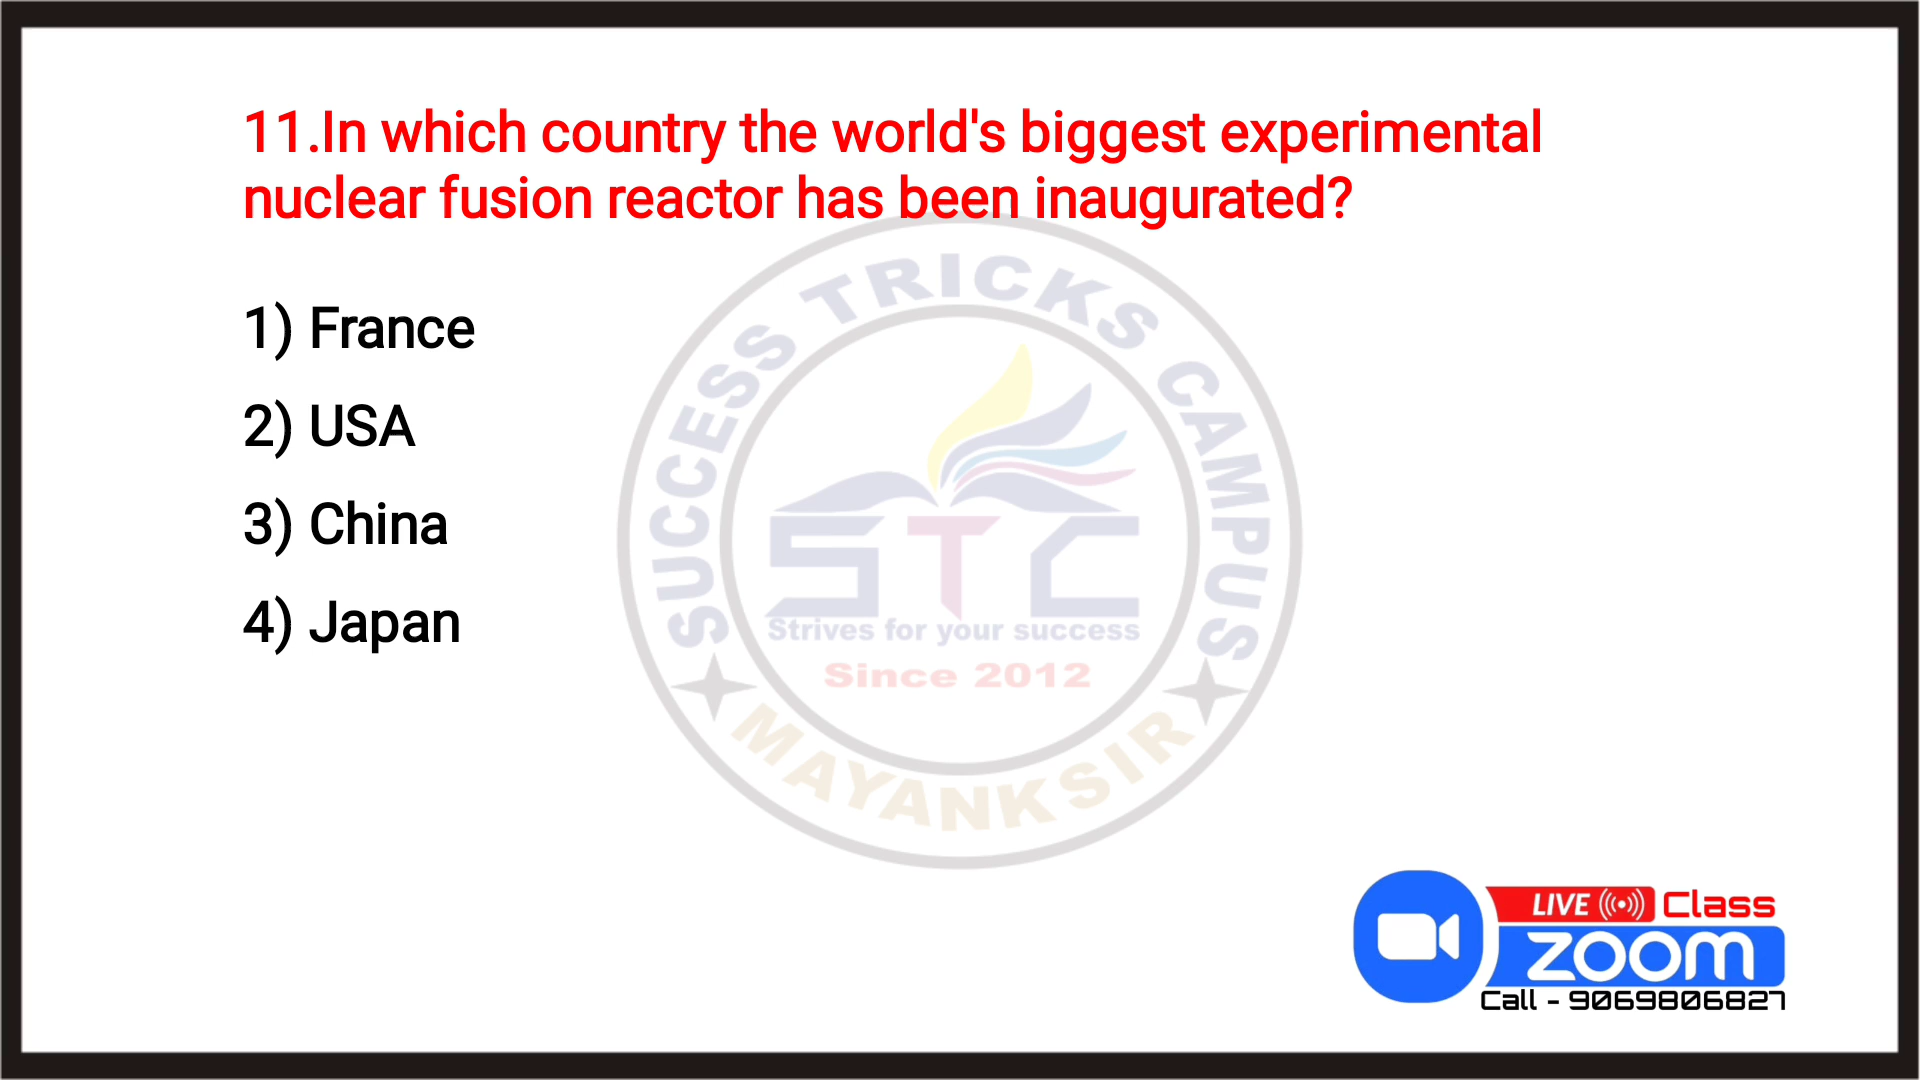 11.In which country the world's biggest experimental
nuclear fusion reactor has been inaugurated?
1) France
2) USA
3) China
4) Japan
SUCCESS TRICKS CAMPUS
STC
Strives for your success
Since 2012
MAYANKSIR
LIVE Class
zoom
Call - 9069806827